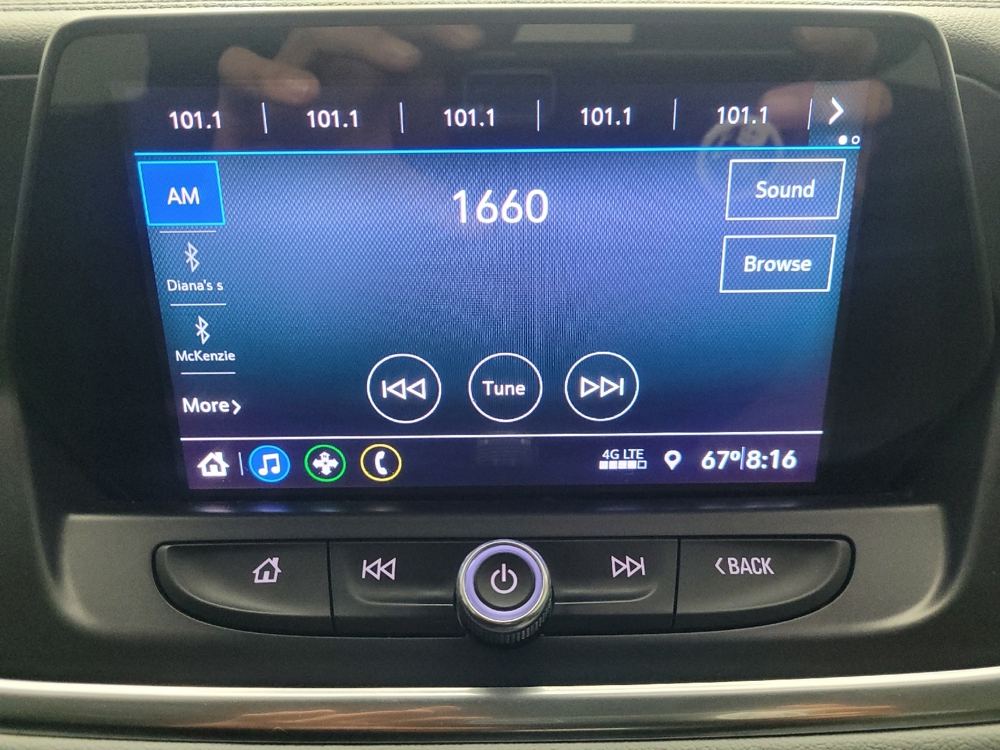 101.1 | 101.1 | 101.1 | 101.1 | 101.1
AM
1660
Sound
Diana's s
Browse
McKenzie
Tune
More
4G LTE
67°|8:16
BACK